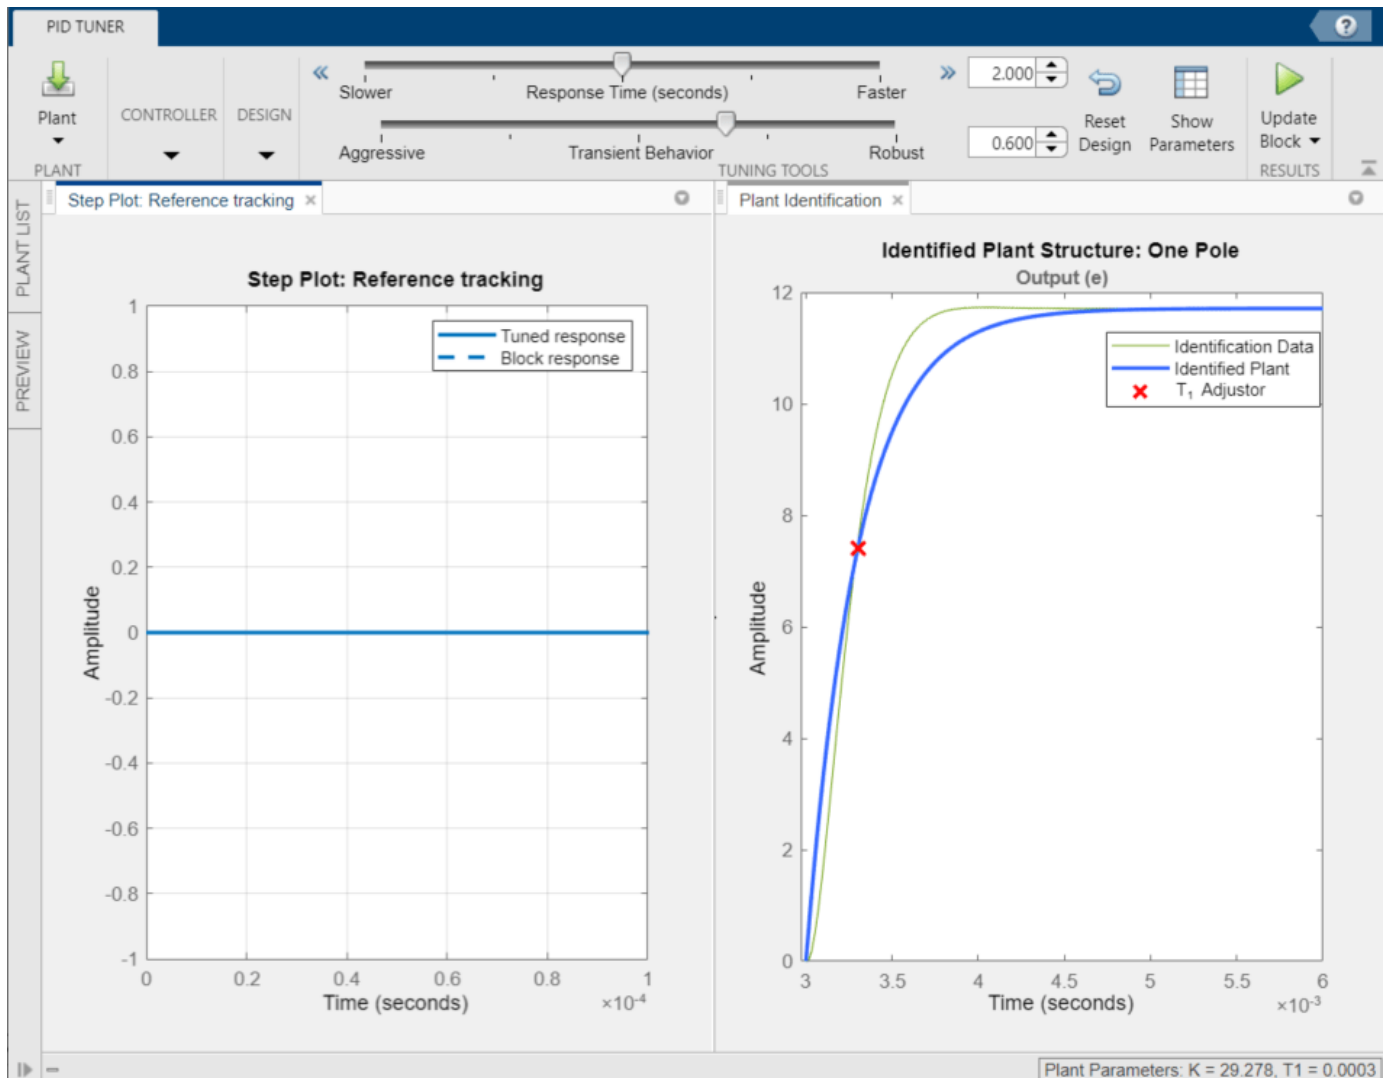 PID TUNER
?
Plant
CONTROLLER
DESIGN
Slower
Response Time (seconds)
Faster
2.000
Aggressive
Transient Behavior
Robust
0.600
Reset
Design
Show
Parameters
Update
Block
PLANT
TUNING TOOLS
RESULTS
PLANT LIST
PREVIEW
Step Plot: Reference tracking ×
Plant Identification ×
Step Plot: Reference tracking
Tuned response
Block response
1
0.8
0.6
0.4
0.2
0
-0.2
-0.4
-0.6
-0.8
-1
Amplitude
0 0.2 0.4 0.6 0.8 1
Time (seconds)
×10⁻⁴
Identified Plant Structure: One Pole
Output (e)
Identification Data
Identified Plant
T₁ Adjustor
12
10
8
6
4
2
0
Amplitude
3 3.5 4 4.5 5 5.5 6
Time (seconds)
×10⁻³
Plant Parameters: K = 29.278, T1 = 0.0003